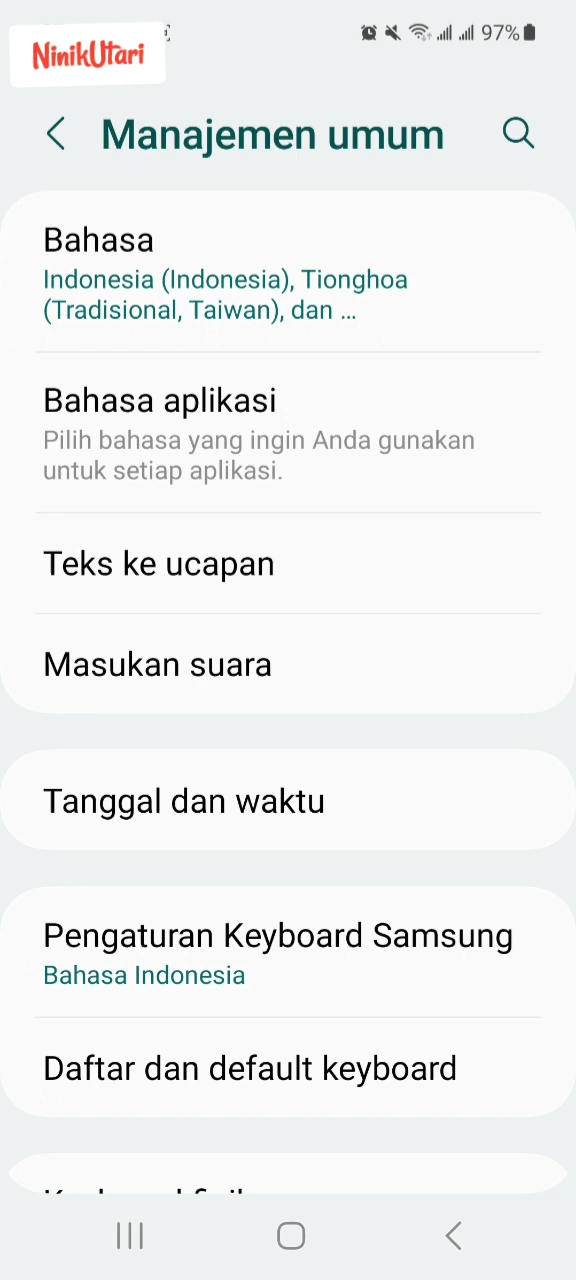 NinikUtari
97%
Manajemen umum
Bahasa
Indonesia (Indonesia), Tionghoa
(Tradisional, Taiwan), dan ...
Bahasa aplikasi
Pilih bahasa yang ingin Anda gunakan
untuk setiap aplikasi.
Teks ke ucapan
Masukan suara
Tanggal dan waktu
Pengaturan Keyboard Samsung
Bahasa Indonesia
Daftar dan default keyboard